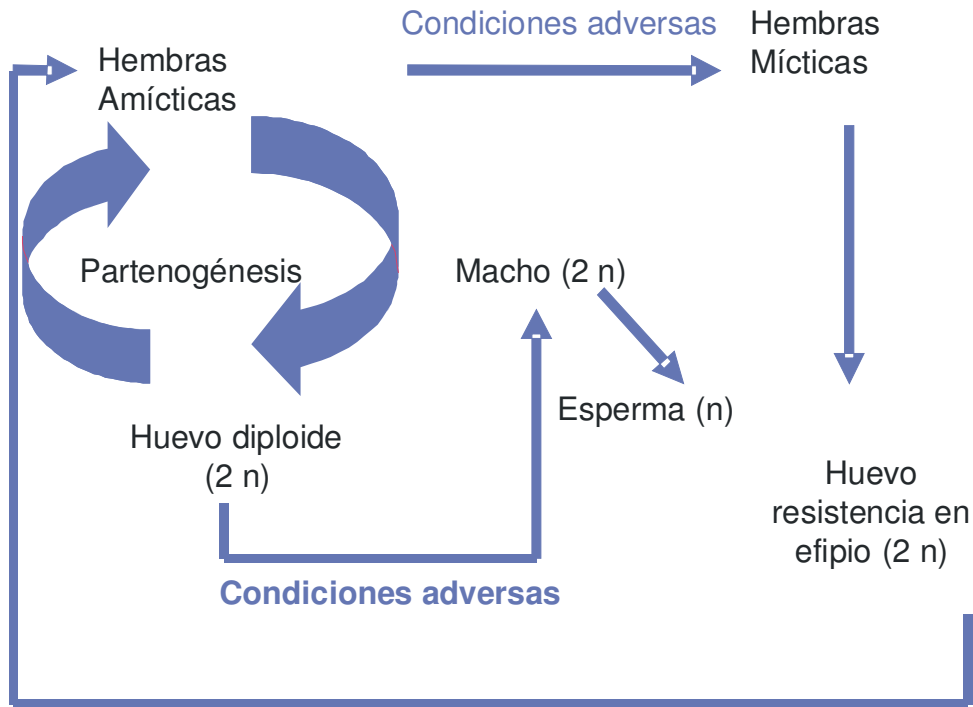 Condiciones adversas
Hembras
Mícticas
Hembras
Amícticas
Partenogénesis
Macho (2 n)
Esperma (n)
Huevo diploide
(2 n)
Huevo
resistencia en
efipio (2 n)
Condiciones adversas